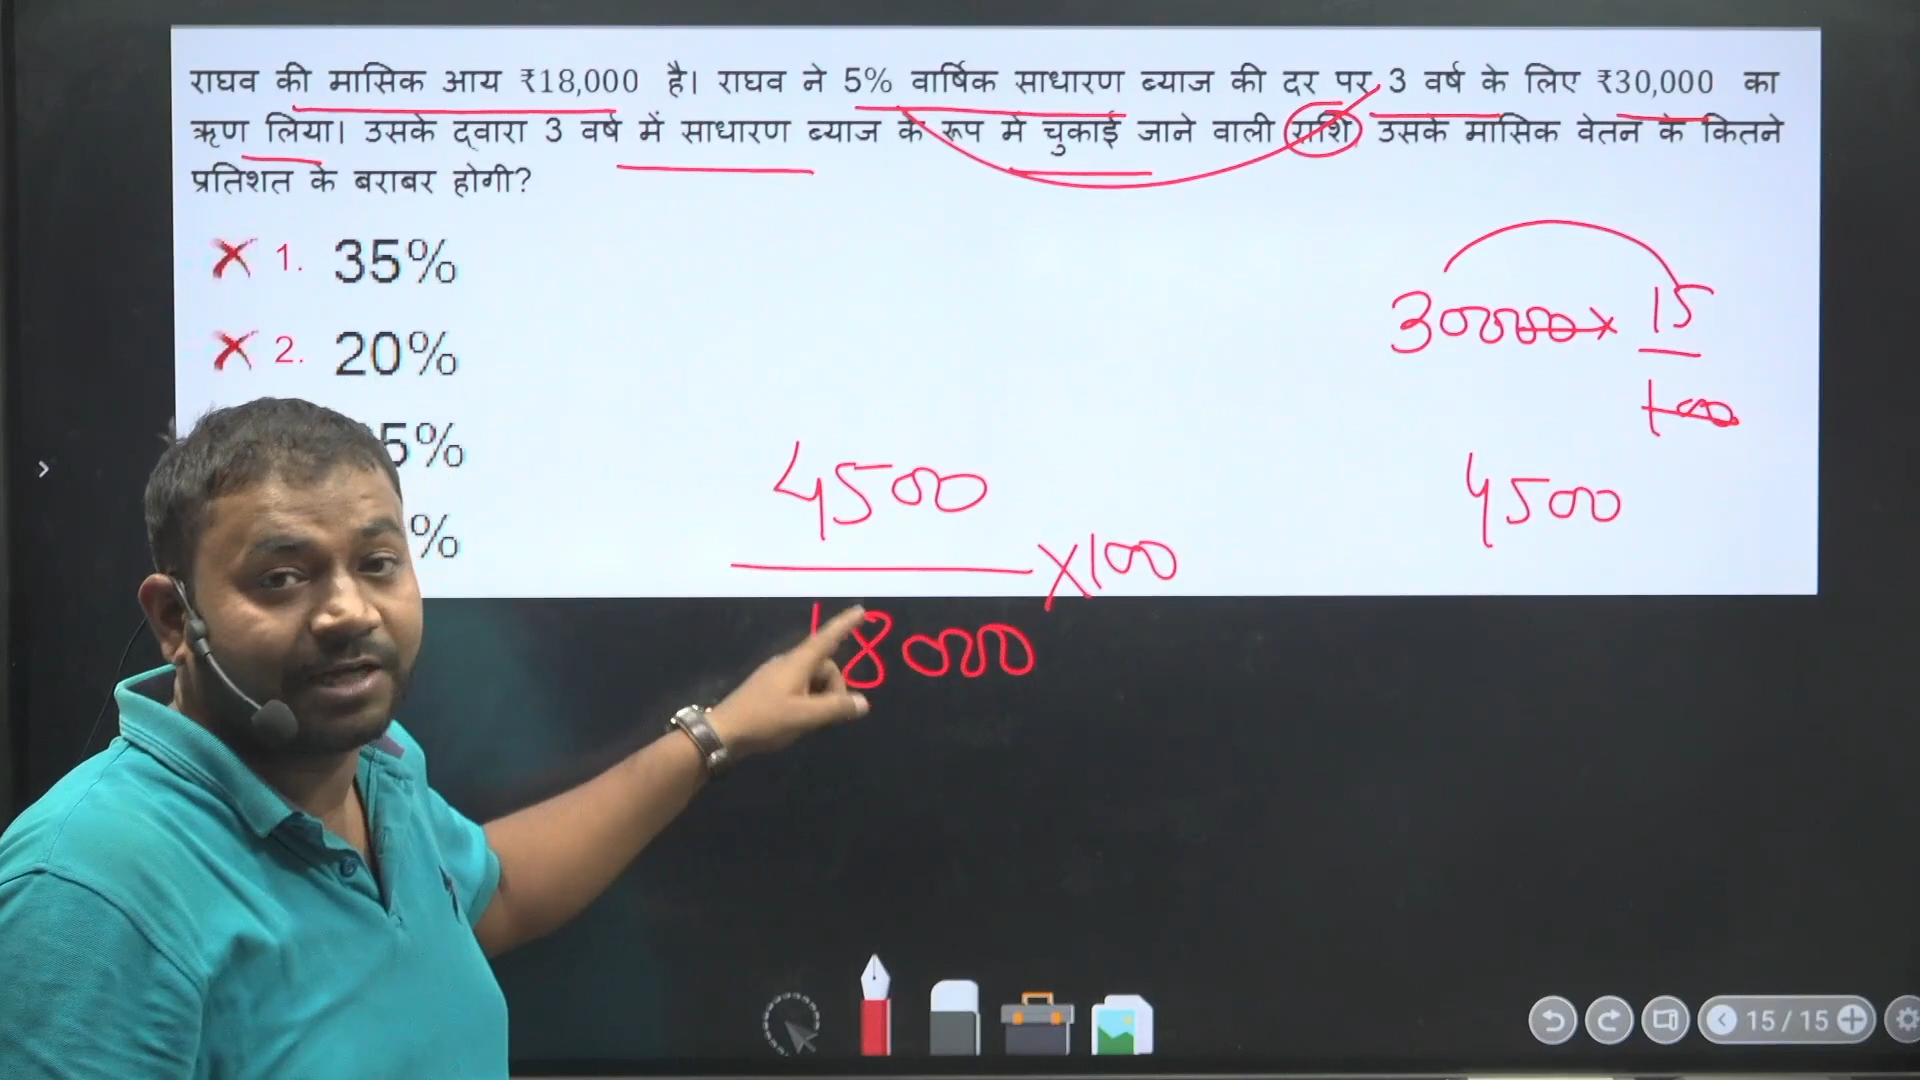 राघव की मासिक आय ₹18,000 है। राघव ने 5% वार्षिक साधारण ब्याज की दर पर 3 वर्ष के लिए ₹30,000 का
ऋण लिया। उसके द्वारा 3 वर्ष में साधारण ब्याज के रूप में चुकाई जाने वाली राशि उसके मासिक वेतन के कितने
प्रतिशत के बराबर होगी?
1. 35%
2. 20%
5%
%
30000 × 15
100
4500
4500
×100
18000
15 / 15